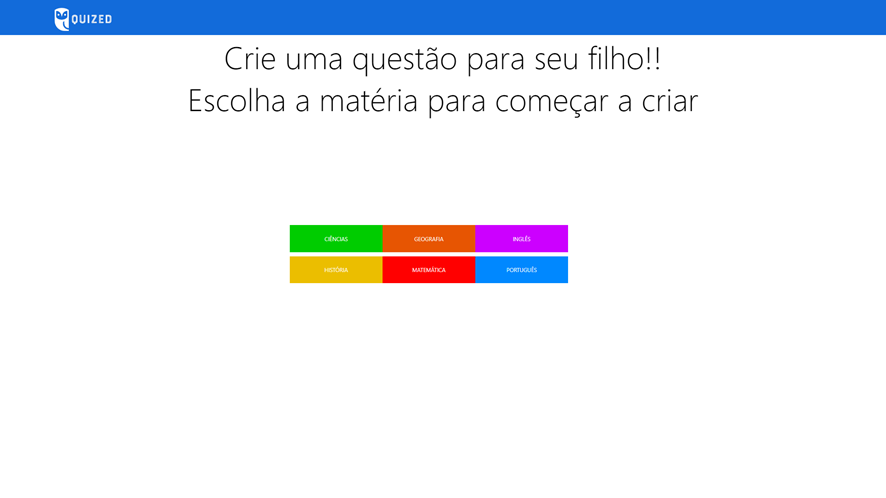 QUIZED
Crie uma questão para seu filho!!
Escolha a matéria para começar a criar
CIÊNCIAS GEOGRAFIA INGLÊS
HISTÓRIA MATEMÁTICA PORTUGUÊS